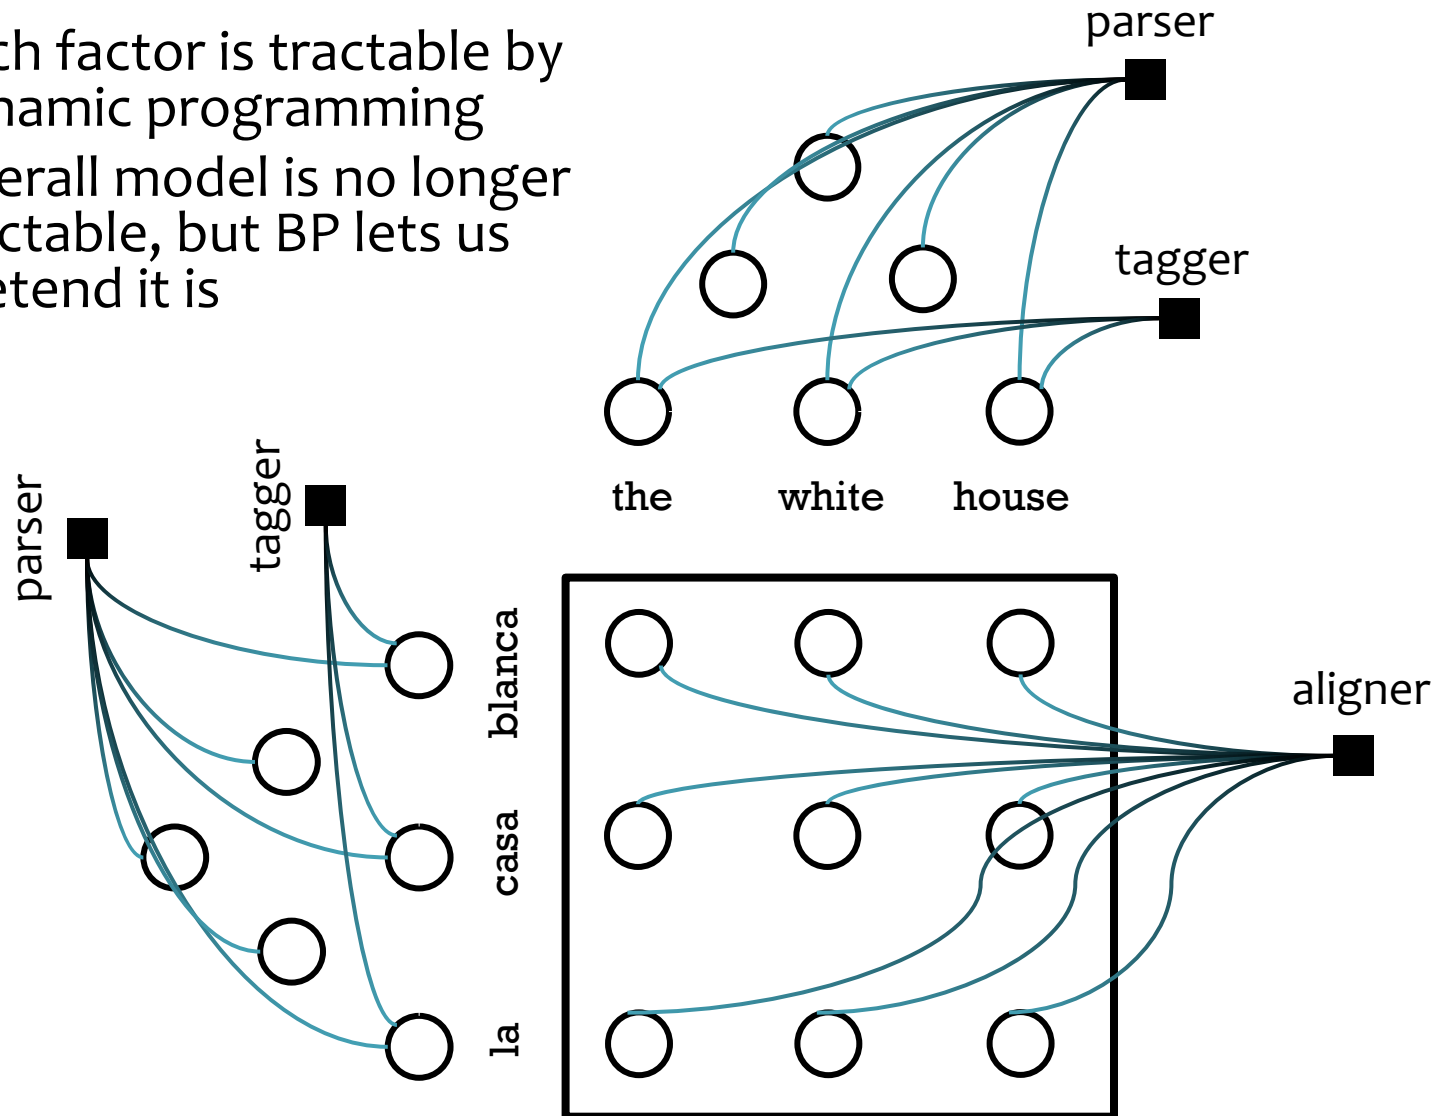 ch factor is tractable by
namic programming
erall model is no longer
ctable, but BP lets us
etend it is
parser
tagger
the white house
parser
tagger
blanca
casa
la
aligner